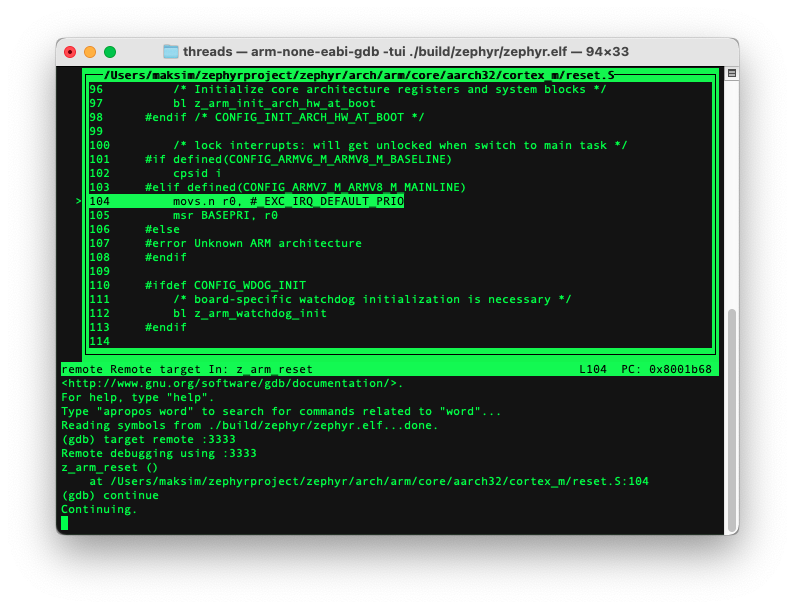 threads — arm-none-eabi-gdb -tui ./build/zephyr/zephyr.elf — 94×33
/Users/maksim/zephyrproject/zephyr/arch/arm/core/aarch32/cortex_m/reset.S
96 /* Initialize core architecture registers and system blocks */
97 bl z_arm_init_arch_hw_at_boot
98 #endif /* CONFIG_INIT_ARCH_HW_AT_BOOT */
99
100 /* lock interrupts: will get unlocked when switch to main task */
101 #if defined(CONFIG_ARMV6_M_ARMV8_M_BASELINE)
102 cpsid i
103 #elif defined(CONFIG_ARMV7_M_ARMV8_M_MAINLINE)
>104 movs.n r0, #_EXC_IRQ_DEFAULT_PRIO
105 msr BASEPRI, r0
106 #else
107 #error Unknown ARM architecture
108 #endif
109
110 #ifdef CONFIG_WDOG_INIT
111 /* board-specific watchdog initialization is necessary */
112 bl z_arm_watchdog_init
113 #endif
114
remote Remote target In: z_arm_reset L104 PC: 0x8001b68
<http://www.gnu.org/software/gdb/documentation/>.
For help, type "help".
Type "apropos word" to search for commands related to "word"...
Reading symbols from ./build/zephyr/zephyr.elf...done.
(gdb) target remote :3333
Remote debugging using :3333
z_arm_reset ()
at /Users/maksim/zephyrproject/zephyr/arch/arm/core/aarch32/cortex_m/reset.S:104
(gdb) continue
Continuing.